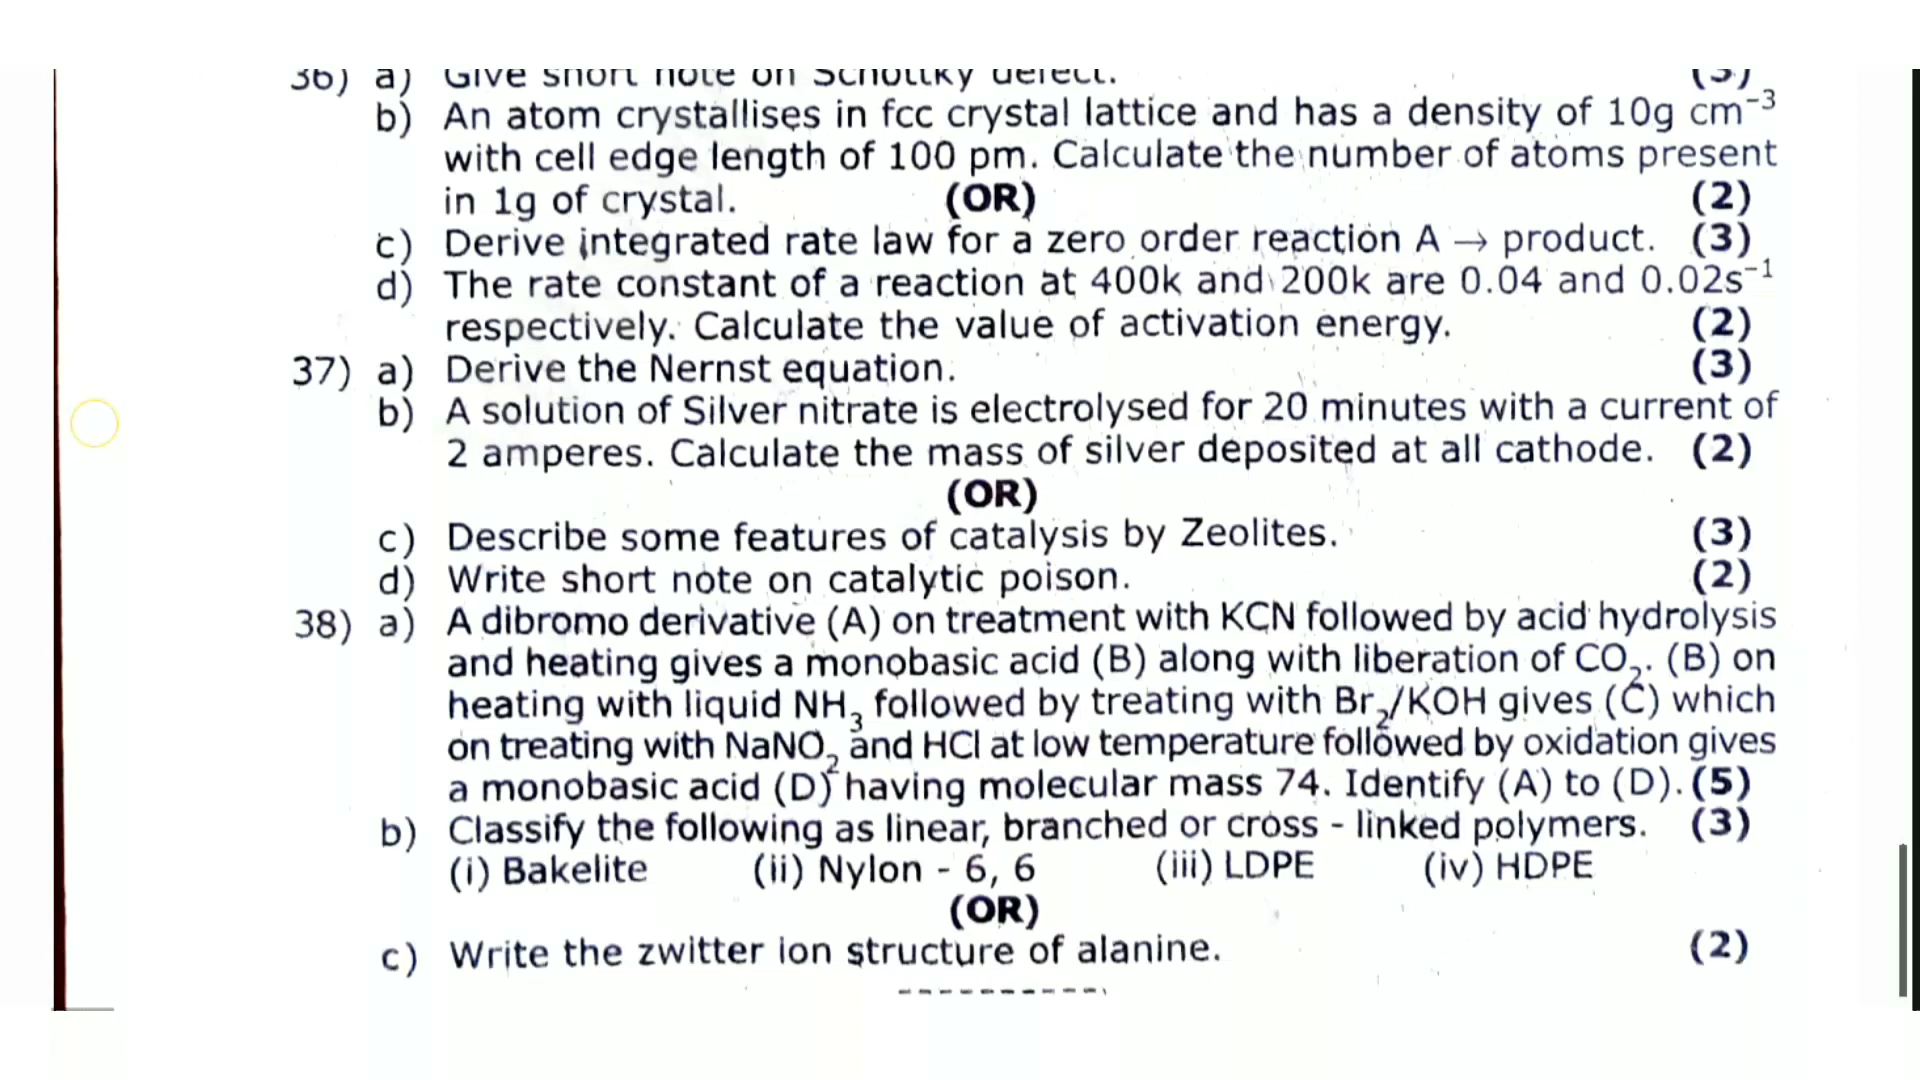 36) a) Give short note on Schottky defect. (3)
b) An atom crystallises in fcc crystal lattice and has a density of 10g cm⁻³
with cell edge length of 100 pm. Calculate the number of atoms present
in 1g of crystal. (OR) (2)
c) Derive integrated rate law for a zero order reaction A → product. (3)
d) The rate constant of a reaction at 400k and 200k are 0.04 and 0.02s⁻¹
respectively. Calculate the value of activation energy. (2)
37) a) Derive the Nernst equation. (3)
b) A solution of Silver nitrate is electrolysed for 20 minutes with a current of
2 amperes. Calculate the mass of silver deposited at all cathode. (2)
(OR)
c) Describe some features of catalysis by Zeolites. (3)
d) Write short note on catalytic poison. (2)
38) a) A dibromo derivative (A) on treatment with KCN followed by acid hydrolysis
and heating gives a monobasic acid (B) along with liberation of CO₂. (B) on
heating with liquid NH₃ followed by treating with Br₂/KOH gives (C) which
on treating with NaNO₂ and HCl at low temperature followed by oxidation gives
a monobasic acid (D) having molecular mass 74. Identify (A) to (D). (5)
b) Classify the following as linear, branched or cross - linked polymers. (3)
(i) Bakelite (ii) Nylon - 6, 6 (iii) LDPE (iv) HDPE
(OR)
c) Write the zwitter ion structure of alanine. (2)